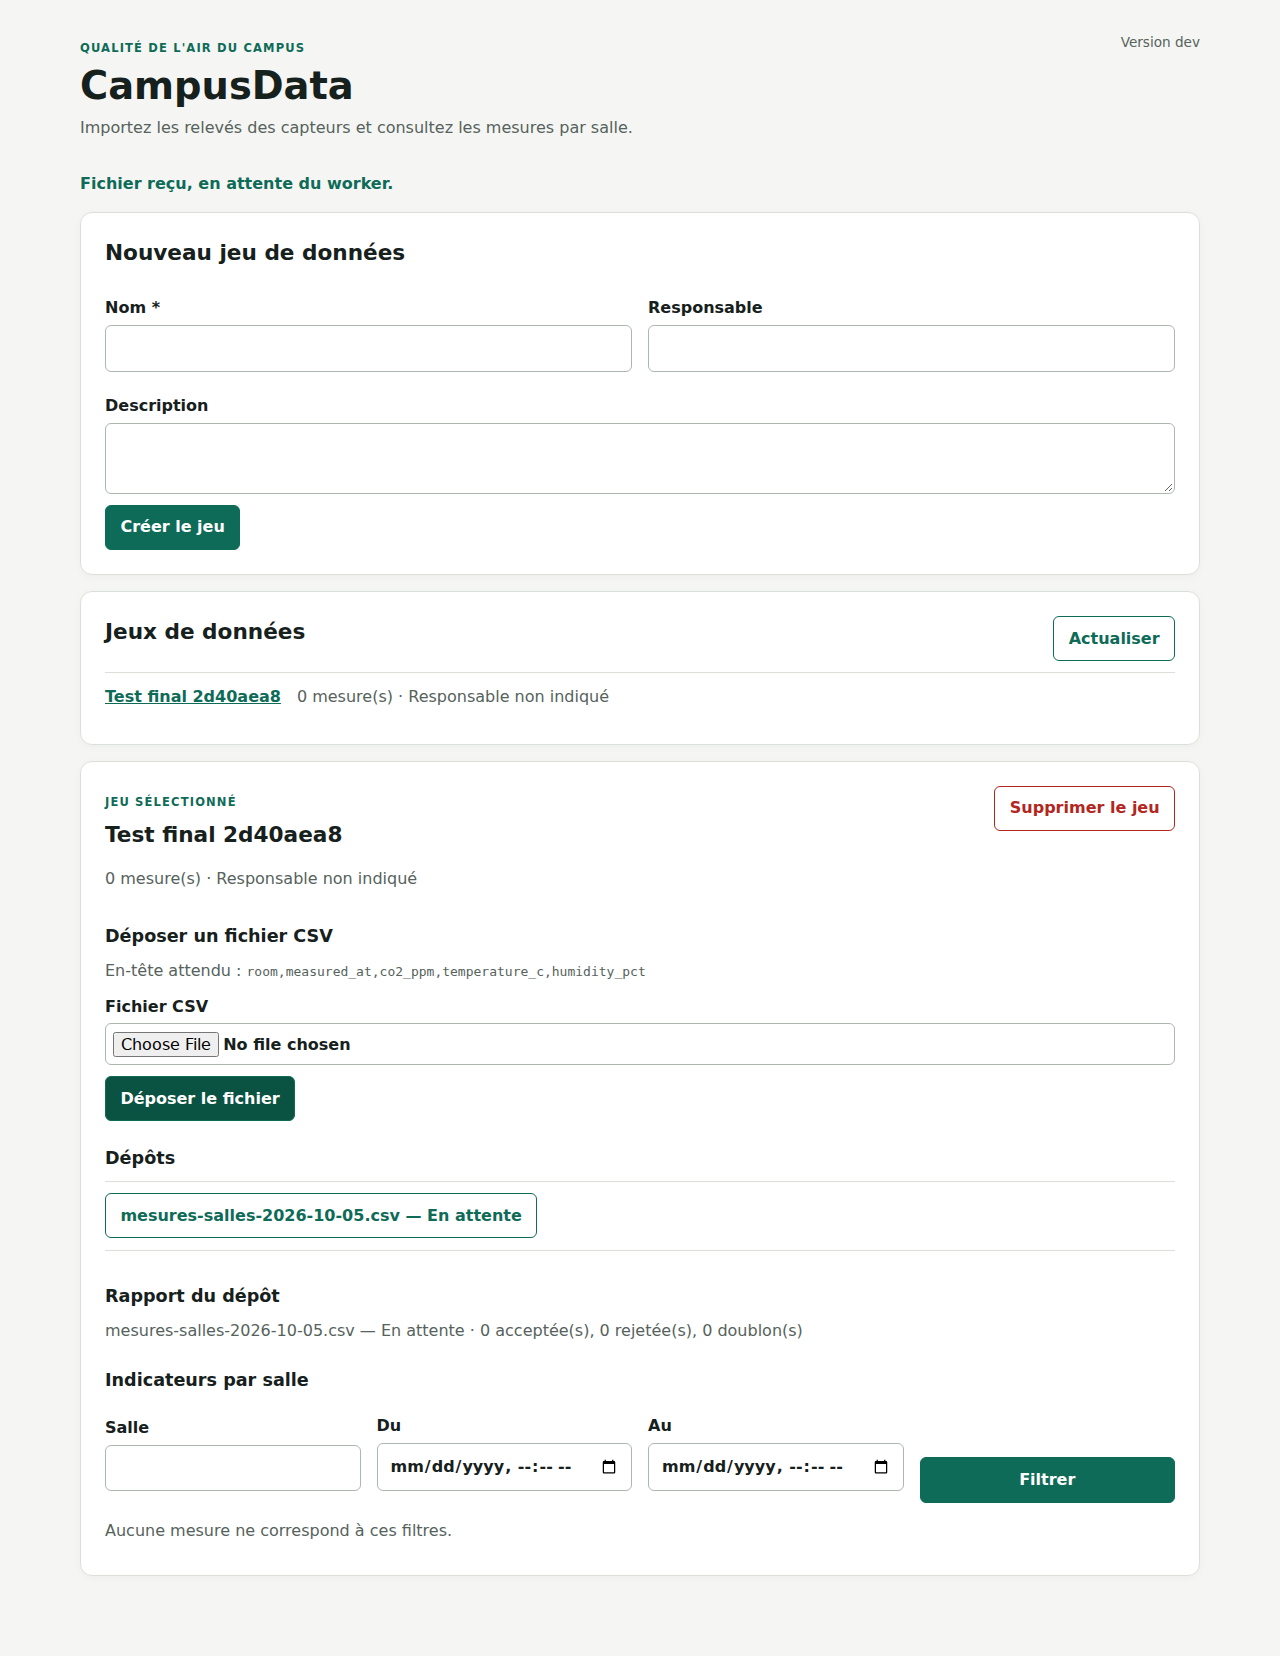 QUALITÉ DE L'AIR DU CAMPUS
Version dev
CampusData
Importez les relevés des capteurs et consultez les mesures par salle.
Fichier reçu, en attente du worker.
Nouveau jeu de données
Nom *
Responsable
Description
Créer le jeu
Jeux de données
Actualiser
Test final 2d40aea8 0 mesure(s) · Responsable non indiqué
JEU SÉLECTIONNÉ
Supprimer le jeu
Test final 2d40aea8
0 mesure(s) · Responsable non indiqué
Déposer un fichier CSV
En-tête attendu : room,measured_at,co2_ppm,temperature_c,humidity_pct
Fichier CSV
Choose File No file chosen
Déposer le fichier
Dépôts
mesures-salles-2026-10-05.csv — En attente
Rapport du dépôt
mesures-salles-2026-10-05.csv — En attente · 0 acceptée(s), 0 rejetée(s), 0 doublon(s)
Indicateurs par salle
Salle
Du
mm/dd/yyyy, --:-- --
Au
mm/dd/yyyy, --:-- --
Filtrer
Aucune mesure ne correspond à ces filtres.